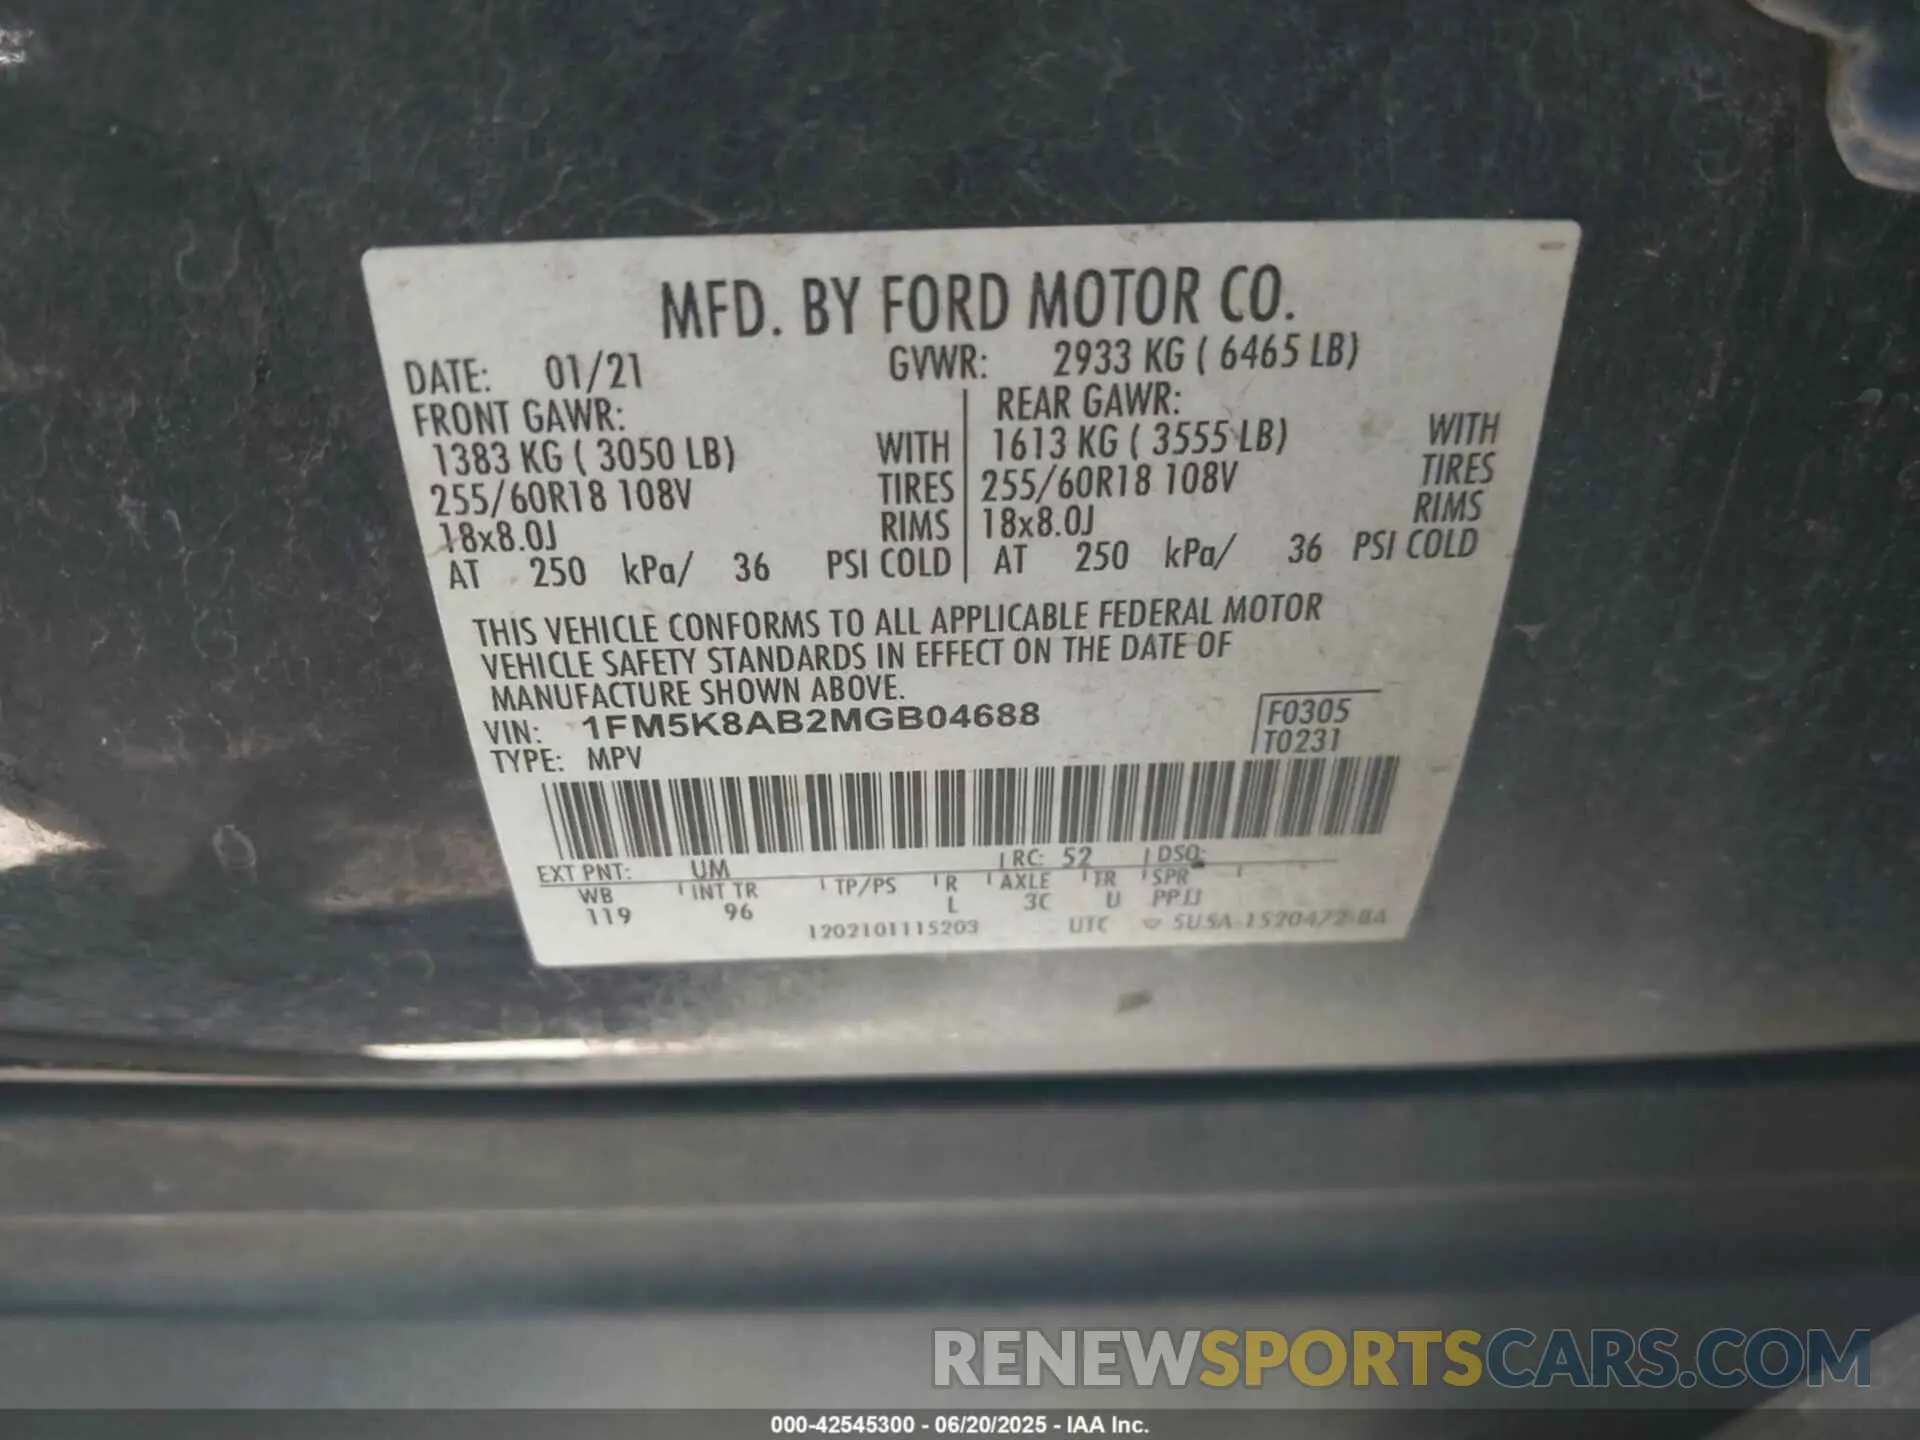 MFD. BY FORD MOTOR CO.
DATE: 01/21 GVWR: 2933 KG ( 6465 LB)
FRONT GAWR: REAR GAWR:
1383 KG ( 3050 LB) WITH 1613 KG ( 3555 LB) WITH
255/60R18 108V TIRES 255/60R18 108V TIRES
18x8.0J RIMS 18x8.0J RIMS
AT 250 kPa/ 36 PSI COLD AT 250 kPa/ 36 PSI COLD
THIS VEHICLE CONFORMS TO ALL APPLICABLE FEDERAL MOTOR
VEHICLE SAFETY STANDARDS IN EFFECT ON THE DATE OF
MANUFACTURE SHOWN ABOVE.
VIN: 1FM5K8AB2MGB04688 F0305
TYPE: MPV T0231
EXT PNT: UM RC: 52 DSO:
WB INT TR TP/PS R AXLE TR SPR
119 96 L 3C U PPJJ
1202101115203 UTC
RENEWSPORTSCARS.COM
000-42545300 - 06/20/2025 - IAA Inc.